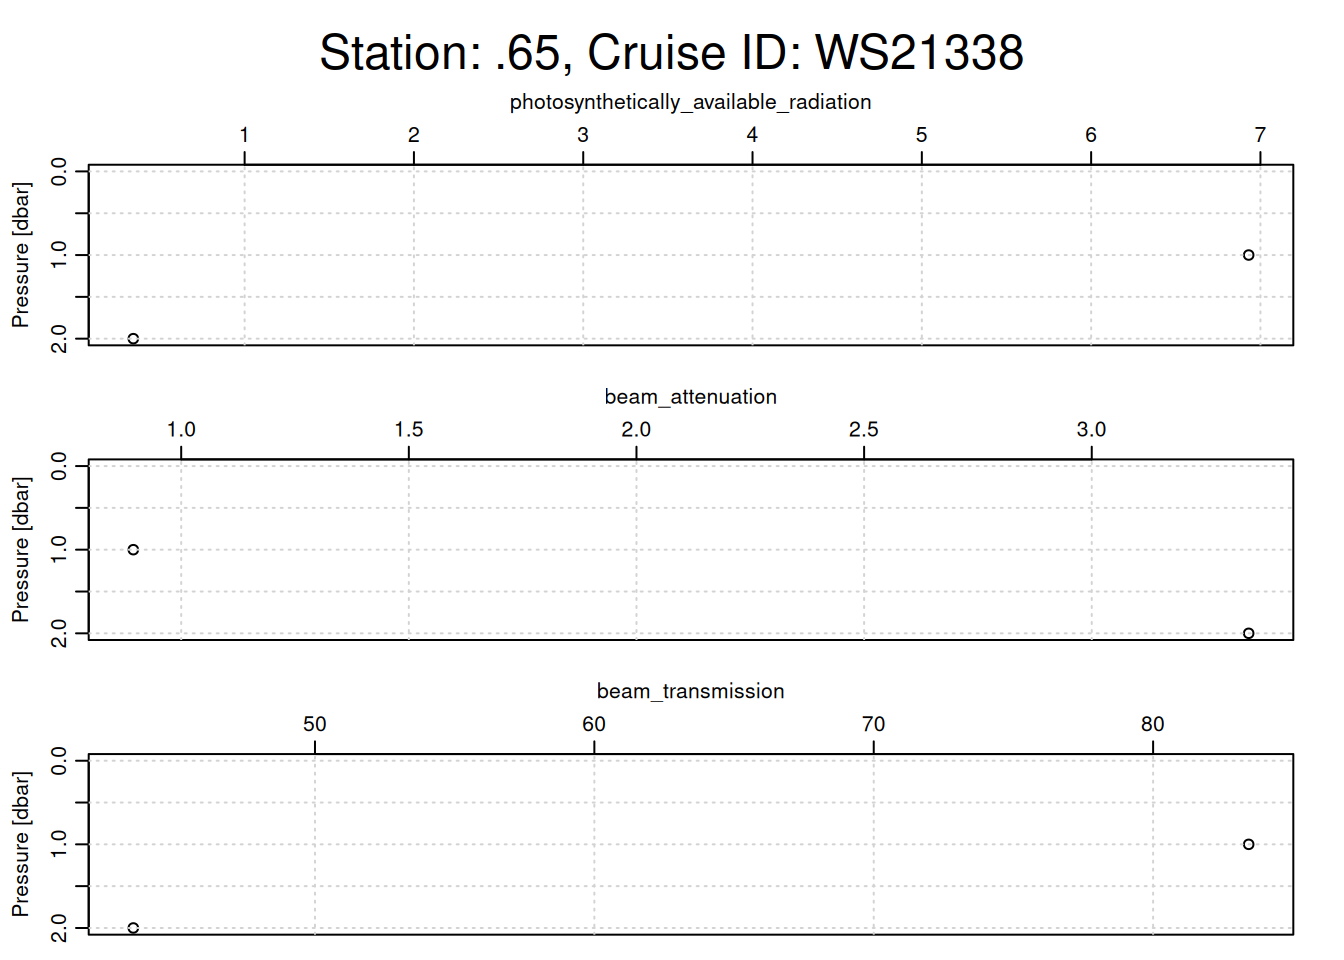 Station: .65, Cruise ID: WS21338
photosynthetically_available_radiation
1 2 3 4 5 6 7
Pressure [dbar]
0.0
1.0
2.0
beam_attenuation
1.0 1.5 2.0 2.5 3.0
Pressure [dbar]
0.0
1.0
2.0
beam_transmission
50 60 70 80
Pressure [dbar]
0.0
1.0
2.0